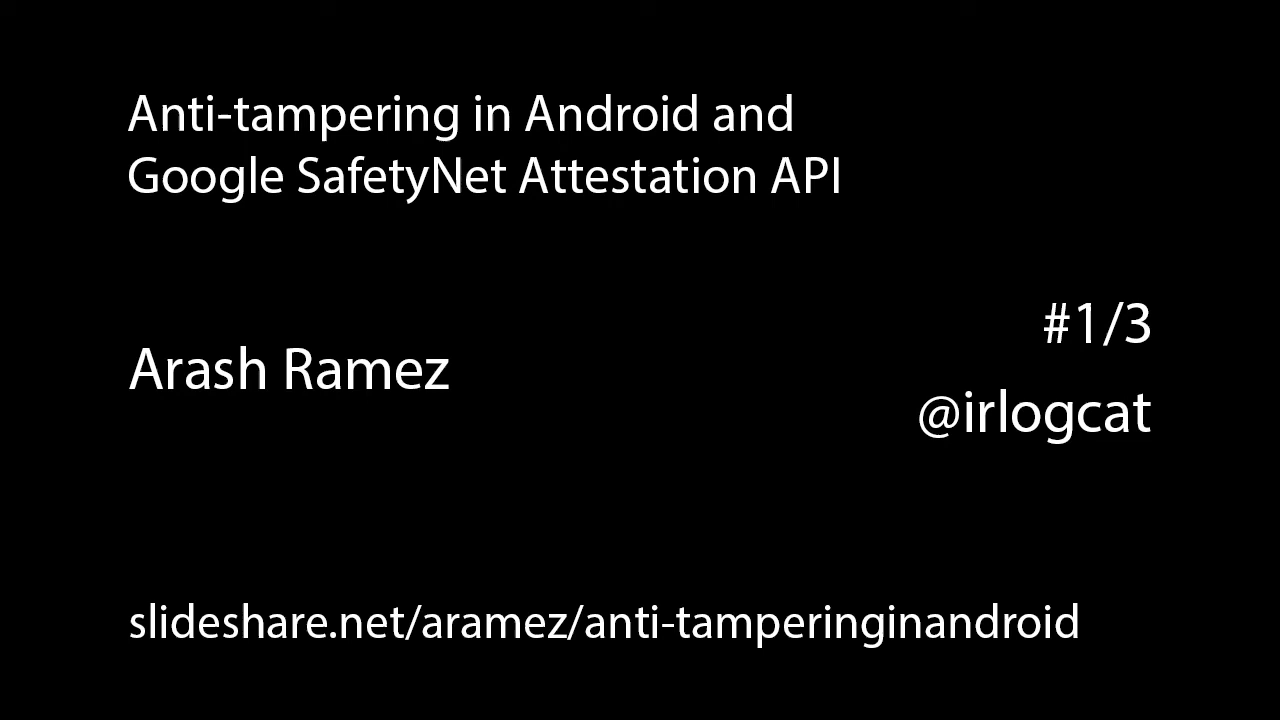 Anti-tampering in Android and
Google SafetyNet Attestation API
#1/3
Arash Ramez
@irlogcat
slideshare.net/aramez/anti-tamperinginandroid